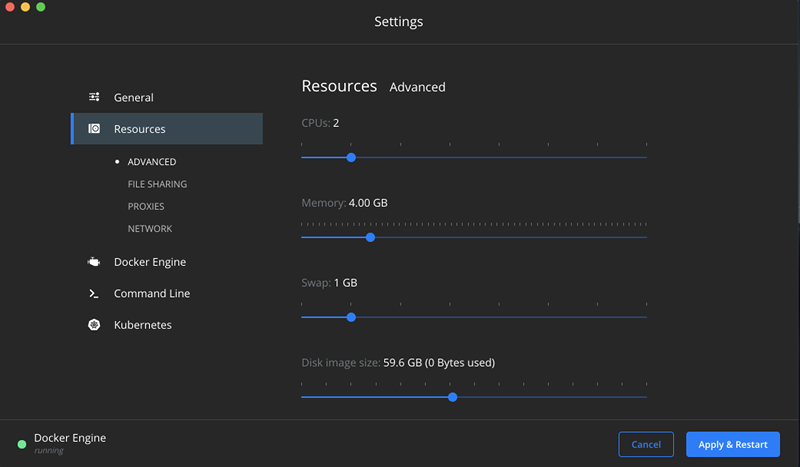 Settings
General
Resources
ADVANCED
FILE SHARING
PROXIES
NETWORK
Docker Engine
Command Line
Kubernetes
Resources Advanced
CPUs: 2
Memory: 4.00 GB
Swap: 1 GB
Disk image size: 59.6 GB (0 Bytes used)
Docker Engine
running
Cancel
Apply & Restart